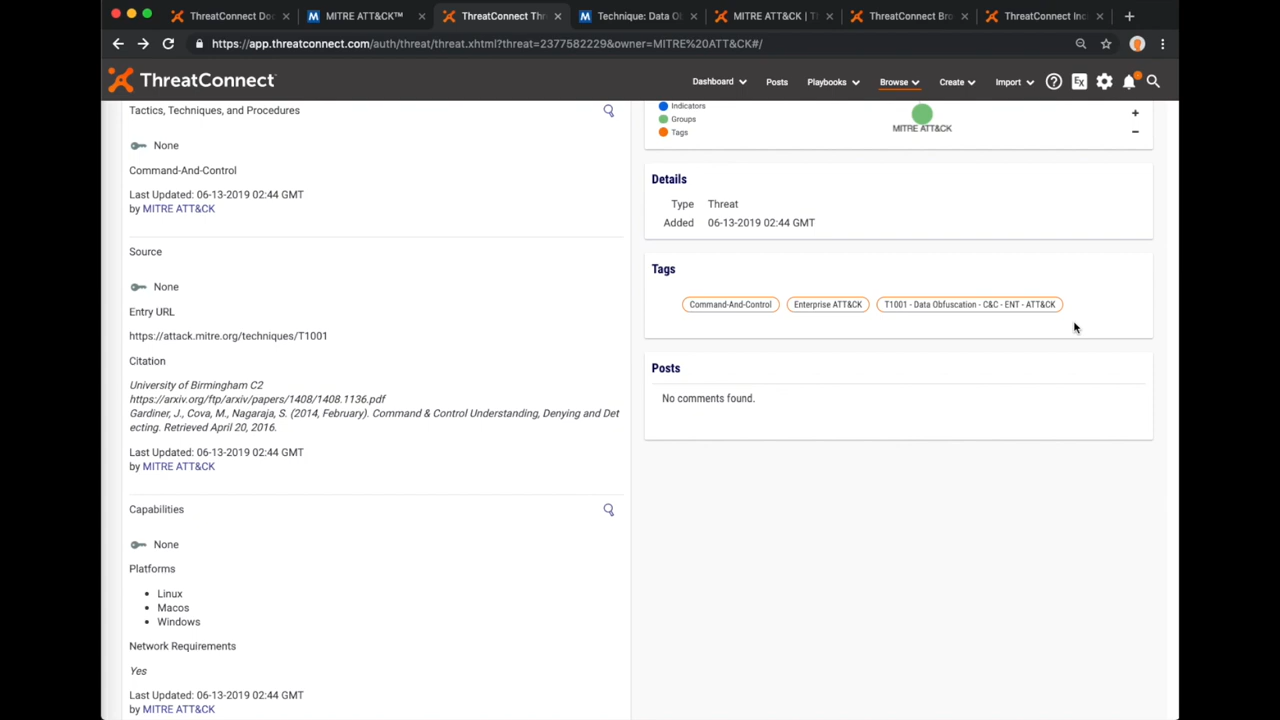 ThreatConnect Do
MITRE ATT&CK™
ThreatConnect Thr
Technique: Data O
MITRE ATT&CK | T
ThreatConnect Bro
ThreatConnect Inc
https://app.threatconnect.com/auth/threat/threat.xhtml?threat=2377582229&owner=MITRE%20ATT&CK#/
ThreatConnect
Dashboard
Posts
Playbooks
Browse
Create
Import
Tactics, Techniques, and Procedures
None
Command-And-Control
Last Updated: 06-13-2019 02:44 GMT
by MITRE ATT&CK
Source
None
Entry URL
https://attack.mitre.org/techniques/T1001
Citation
University of Birmingham C2
https://arxiv.org/ftp/arxiv/papers/1408/1408.1136.pdf
Gardiner, J., Cova, M., Nagaraja, S. (2014, February). Command & Control Understanding, Denying and Det
ecting. Retrieved April 20, 2016.
Last Updated: 06-13-2019 02:44 GMT
by MITRE ATT&CK
Capabilities
None
Platforms
• Linux
• Macos
• Windows
Network Requirements
Yes
Last Updated: 06-13-2019 02:44 GMT
by MITRE ATT&CK
Indicators
Groups
Tags
MITRE ATT&CK
+
−
Details
Type Threat
Added 06-13-2019 02:44 GMT
Tags
Command-And-Control
Enterprise ATT&CK
T1001 - Data Obfuscation - C&C - ENT - ATT&CK
Posts
No comments found.